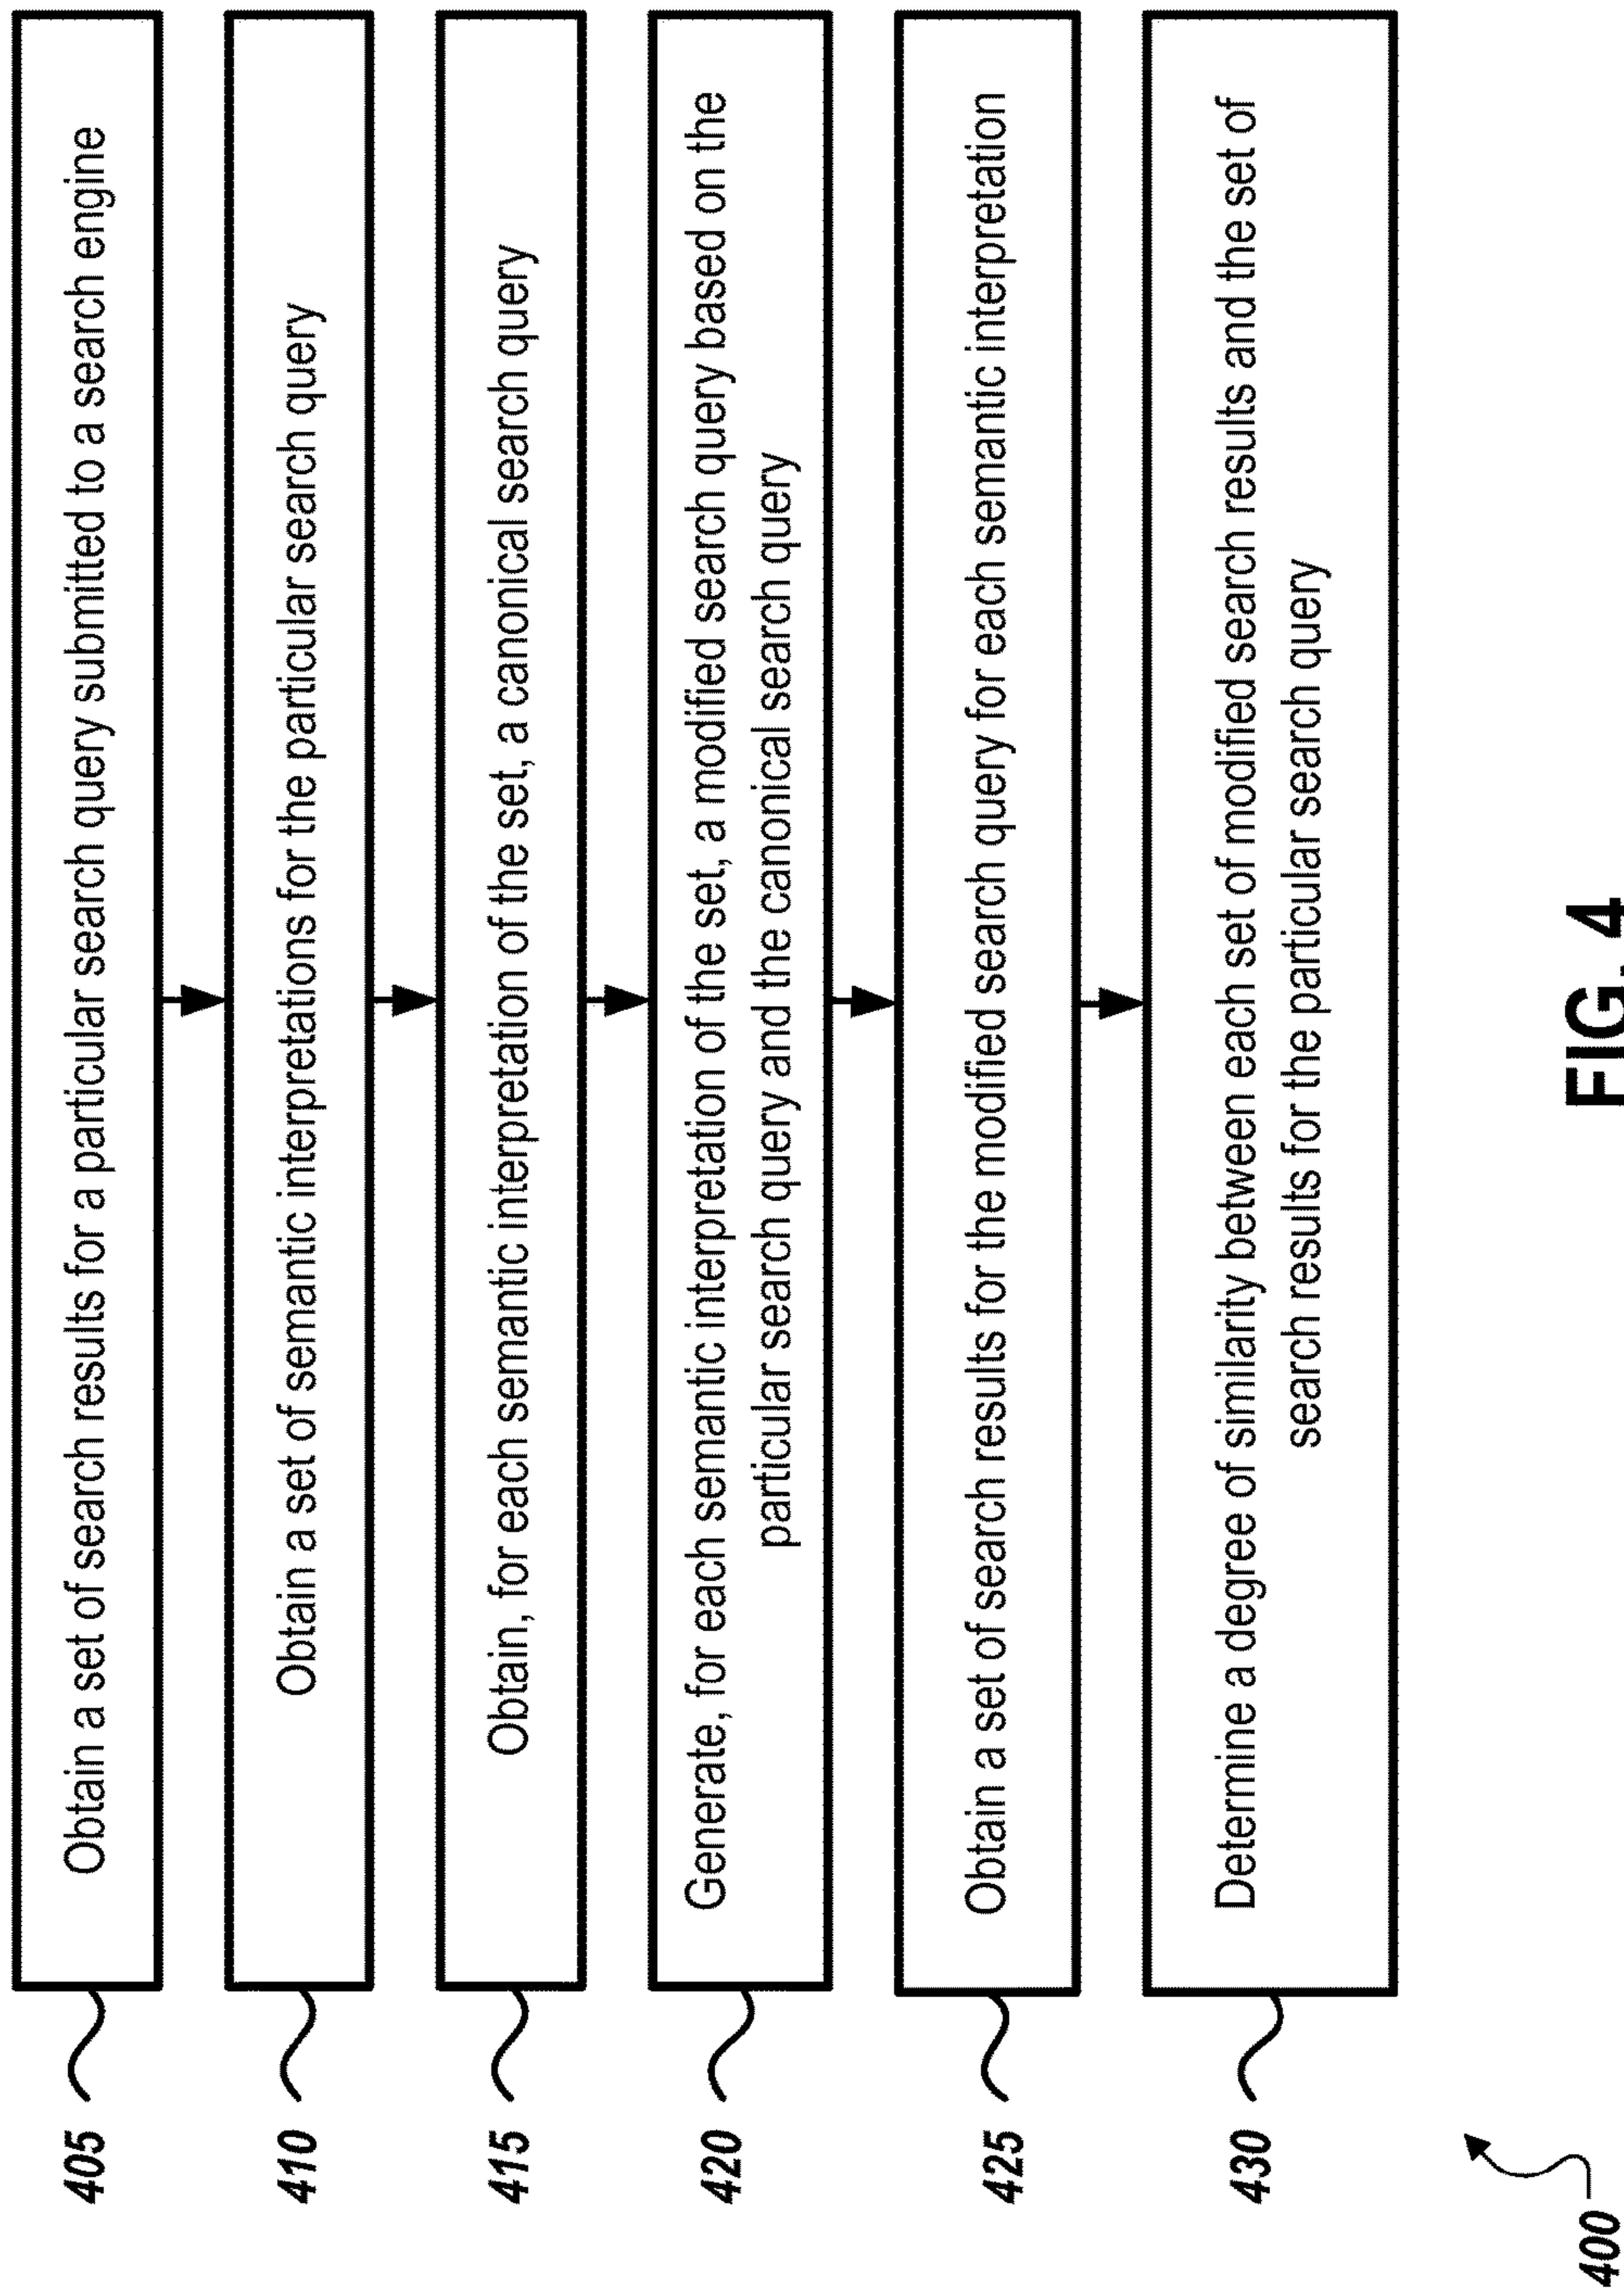 405
Obtain a set of search results for a particular search query submitted to a search engine
410
Obtain a set of semantic interpretations for the particular search query
415
Obtain, for each semantic interpretation of the set, a canonical search query
420
Generate, for each semantic interpretation of the set, a modified search query based on the
particular search query and the canonical search query
425
Obtain a set of search results for the modified search query for each semantic interpretation
430
Determine a degree of similarity between each set of modified search results and the set of
search results for the particular search query
400
FIG. 4